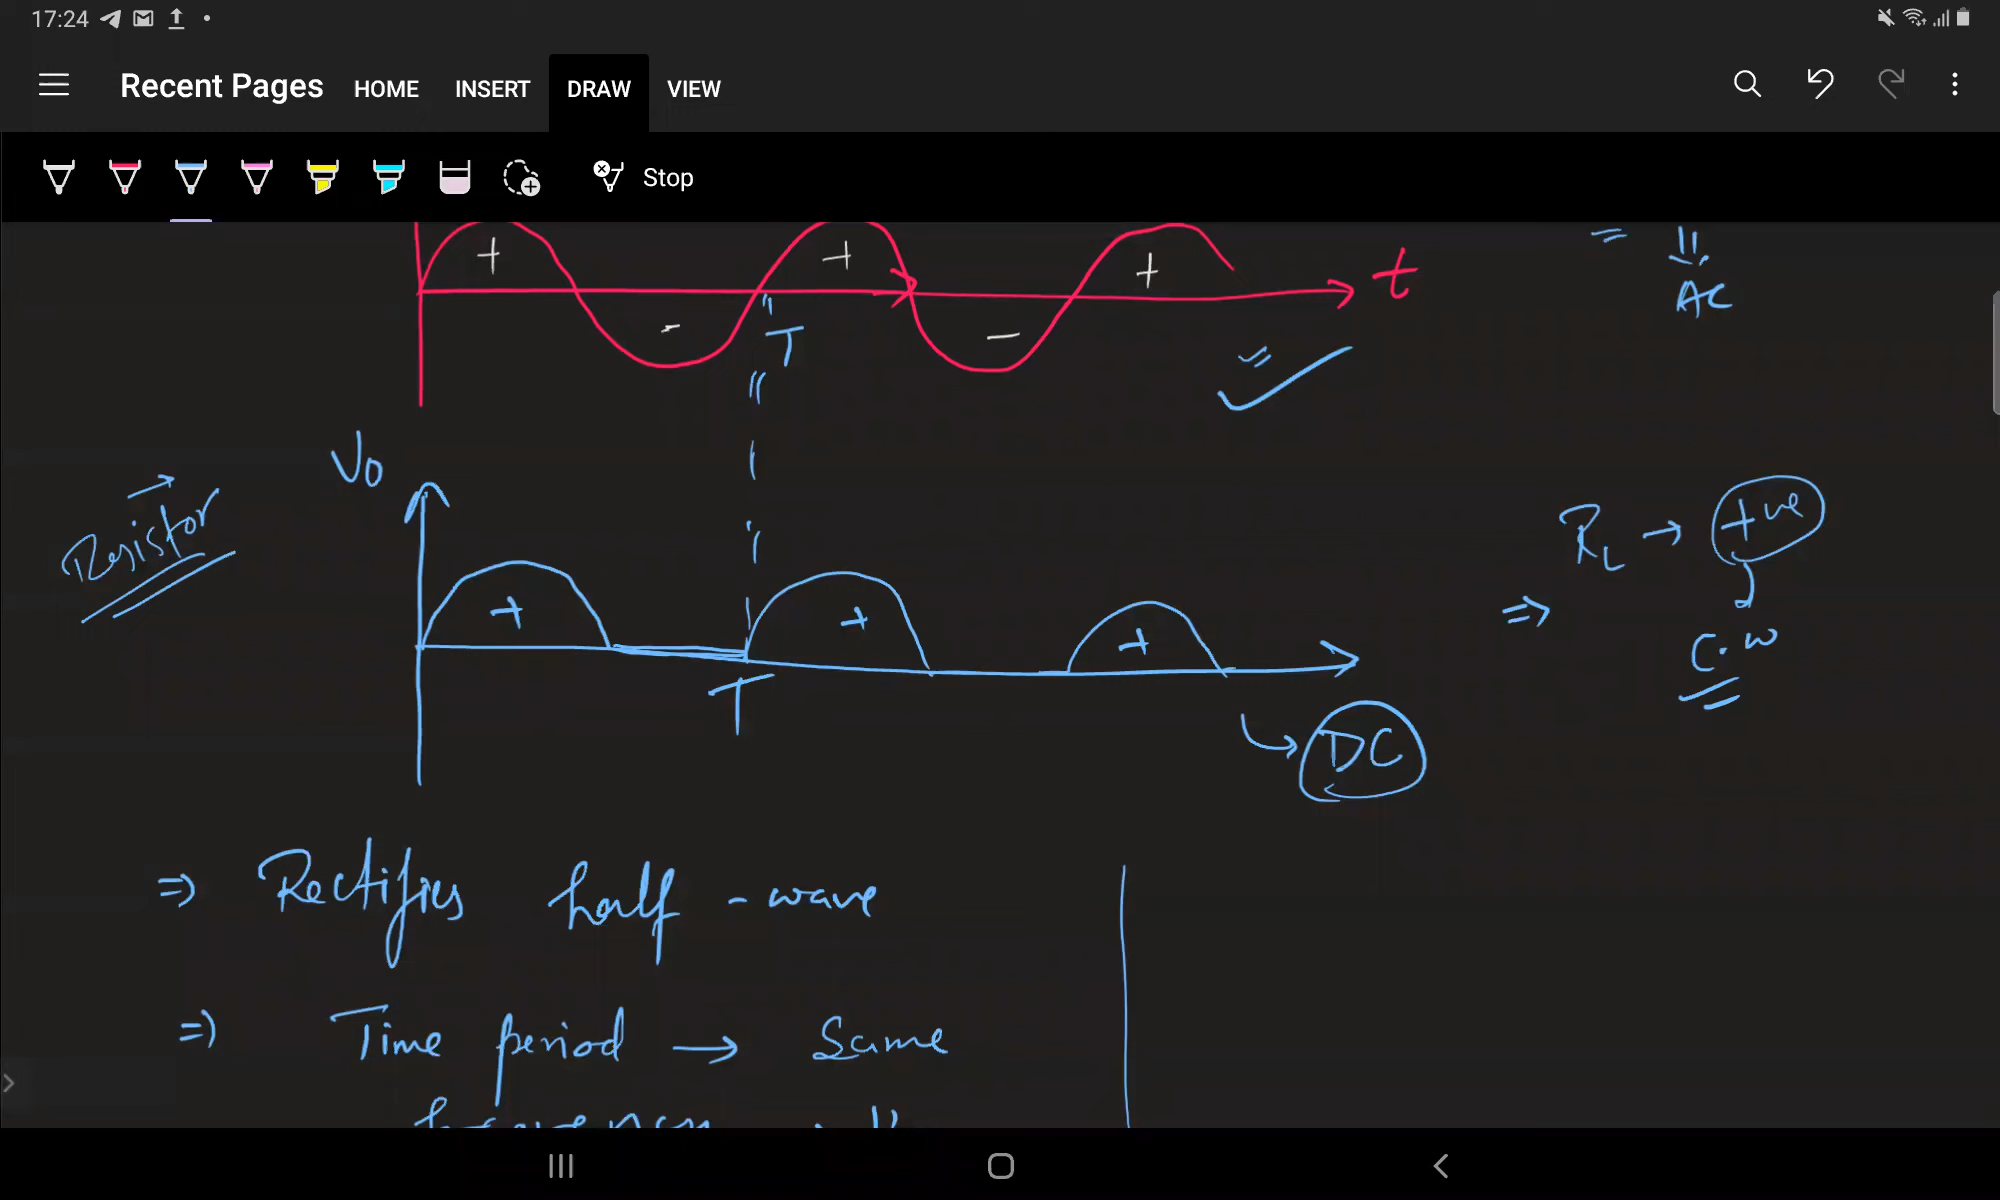 17:24
Recent Pages HOME INSERT DRAW VIEW
Stop
+ + +
- -
t
T
= "
AC
Vo
Resistor
RL → +ve
⇒
C.w
+ + +
T
DC
⇒ Rectifies half - wave
⇒ Time period → Same